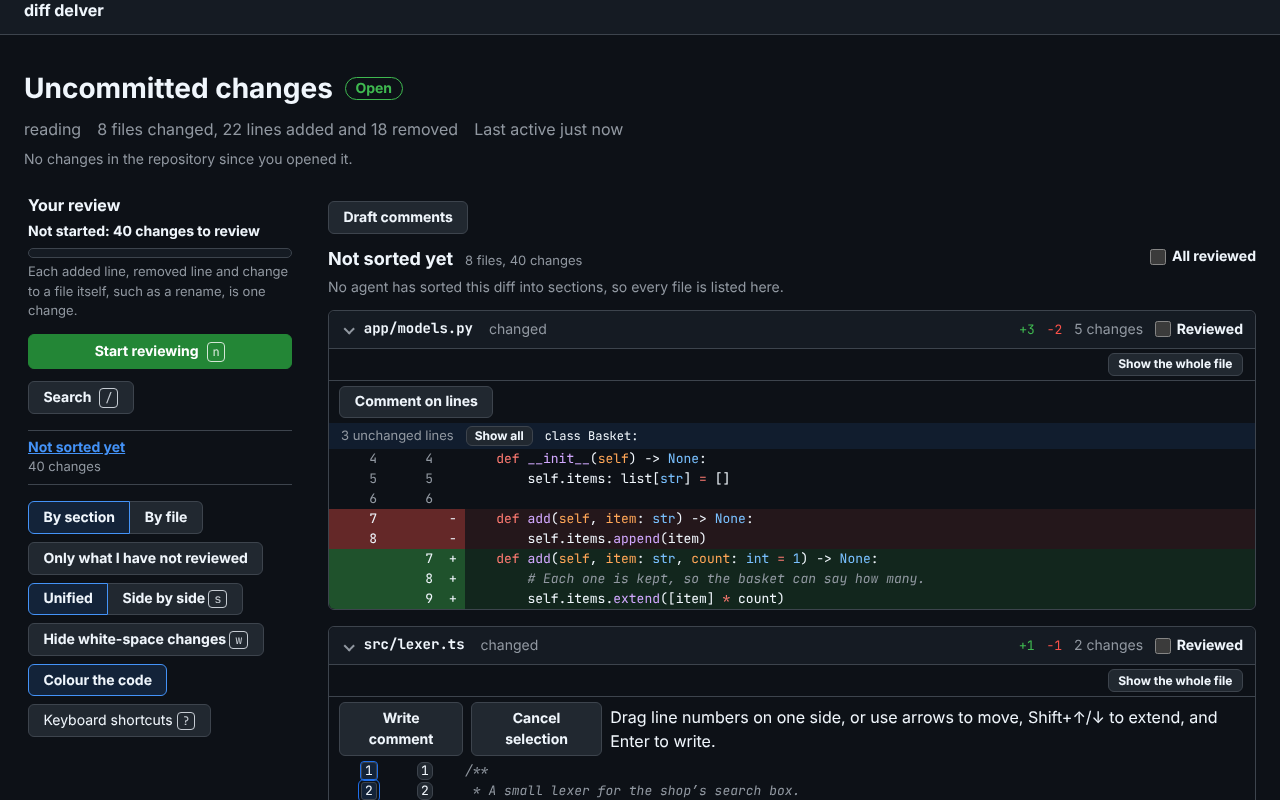 diff delver
Uncommitted changes Open
reading 8 files changed, 22 lines added and 18 removed Last active just now
No changes in the repository since you opened it.
Your review
Not started: 40 changes to review
Each added line, removed line and change
to a file itself, such as a rename, is one
change.
Start reviewing n
Search /
Not sorted yet
40 changes
By section By file
Only what I have not reviewed
Unified Side by side s
Hide white-space changes w
Colour the code
Keyboard shortcuts ?
Draft comments
Not sorted yet 8 files, 40 changes All reviewed
No agent has sorted this diff into sections, so every file is listed here.
app/models.py changed +3 -2 5 changes Reviewed
Show the whole file
Comment on lines
3 unchanged lines Show all class Basket:
4 4 def __init__(self) -> None:
5 5 self.items: list[str] = []
6 6
7 - def add(self, item: str) -> None:
8 - self.items.append(item)
7 + def add(self, item: str, count: int = 1) -> None:
8 + # Each one is kept, so the basket can say how many.
9 + self.items.extend([item] * count)
src/lexer.ts changed +1 -1 2 changes Reviewed
Show the whole file
Write comment Cancel selection Drag line numbers on one side, or use arrows to move, Shift+↑/↓ to extend, and
Enter to write.
1 1 /**
2 2 * A small lexer for the shop’s search box.